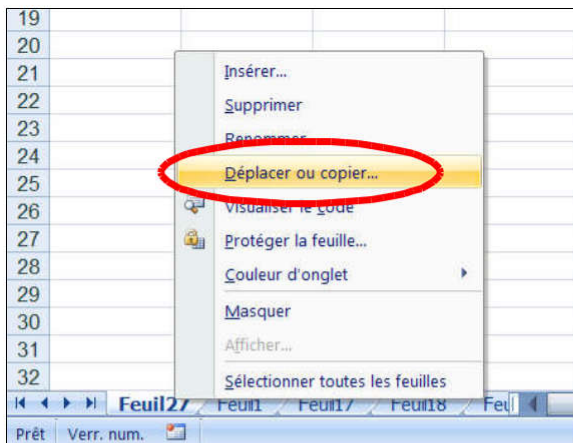 19
20
21
Insérer...
22
Supprimer
23
Renommer
24
Déplacer ou copier...
25
26
Visualiser le code
27
Protéger la feuille...
28
Couleur d'onglet
29
30
Masquer
31
Afficher...
32
Sélectionner toutes les feuilles
Feuil27 Feuil1 Feuil17 Feuil18 Feuil
Prêt Verr. num.